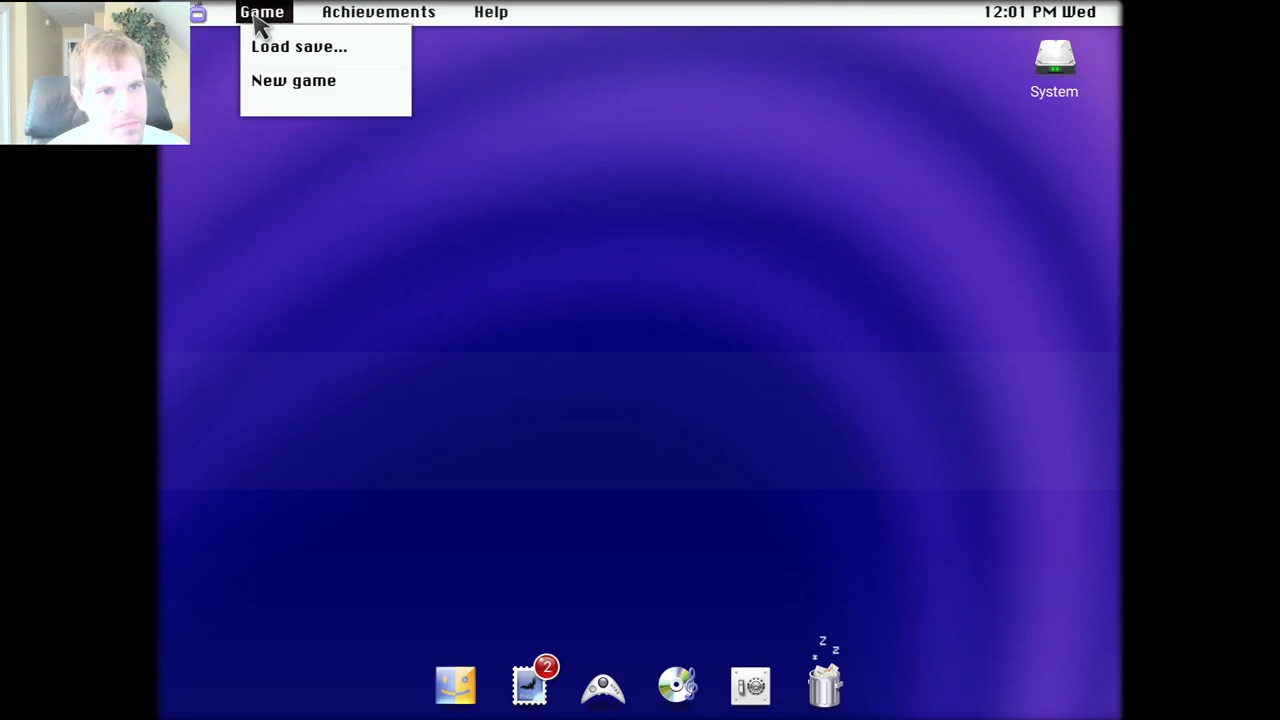 Game Achievements Help 12:01 PM Wed
Load save...
New game
System
2
z
z
z